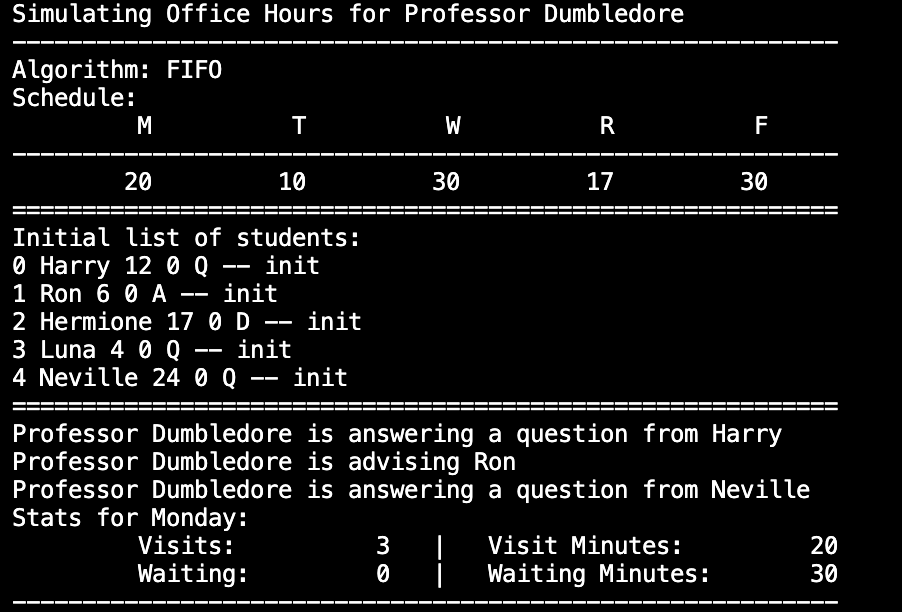 Simulating Office Hours for Professor Dumbledore
-----------------------------------------------------------
Algorithm: FIFO
Schedule:
M T W R F
-----------------------------------------------------------
20 10 30 17 30
===========================================================
Initial list of students:
0 Harry 12 0 Q -- init
1 Ron 6 0 A -- init
2 Hermione 17 0 D -- init
3 Luna 4 0 Q -- init
4 Neville 24 0 Q -- init
===========================================================
Professor Dumbledore is answering a question from Harry
Professor Dumbledore is advising Ron
Professor Dumbledore is answering a question from Neville
Stats for Monday:
Visits: 3 | Visit Minutes: 20
Waiting: 0 | Waiting Minutes: 30
-----------------------------------------------------------